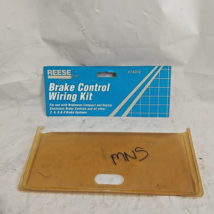 REESE
Brake Control
Wiring Kit
For use with Brakeman Compact and Digital
Electronic Brake Controls and all other
2, 4, 6 & 8 Brake Systems
MNS